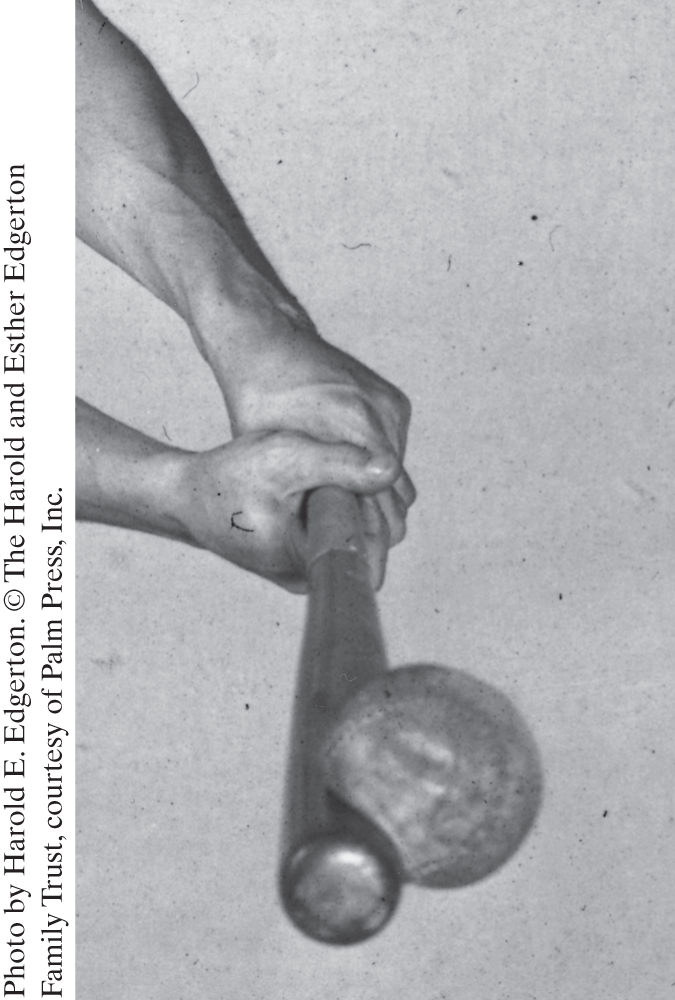 Photo by Harold E. Edgerton. © The Harold and Esther Edgerton
Family Trust, courtesy of Palm Press, Inc.